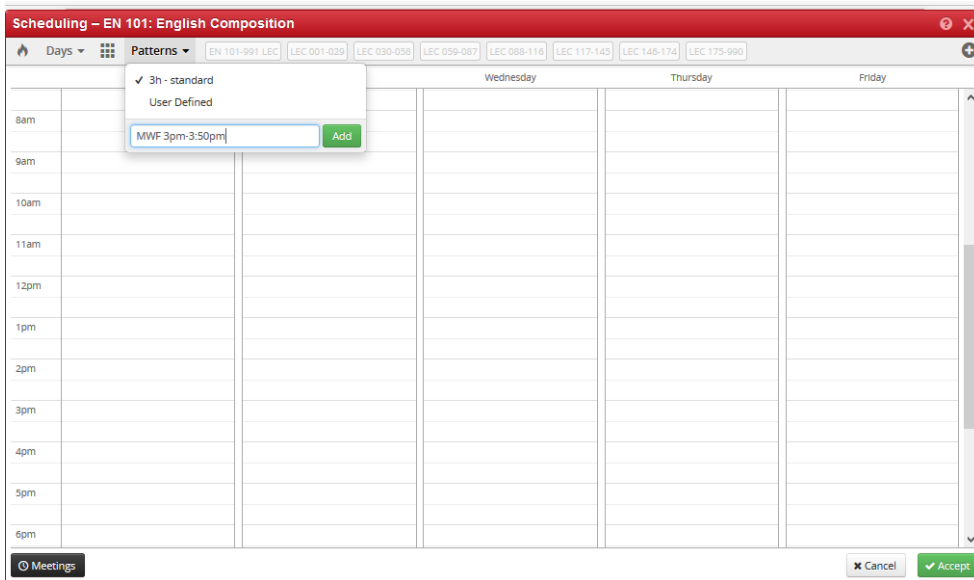 Scheduling – EN 101: English Composition
Days Patterns EN 101-991 LEC LEC 001-029 LEC 030-058 LEC 059-087 LEC 088-116 LEC 117-145 LEC 146-174 LEC 175-990
Wednesday Thursday Friday
3h - standard
User Defined
MWF 3pm-3:50pm Add
8am
9am
10am
11am
12pm
1pm
2pm
3pm
4pm
5pm
6pm
Meetings Cancel Accept